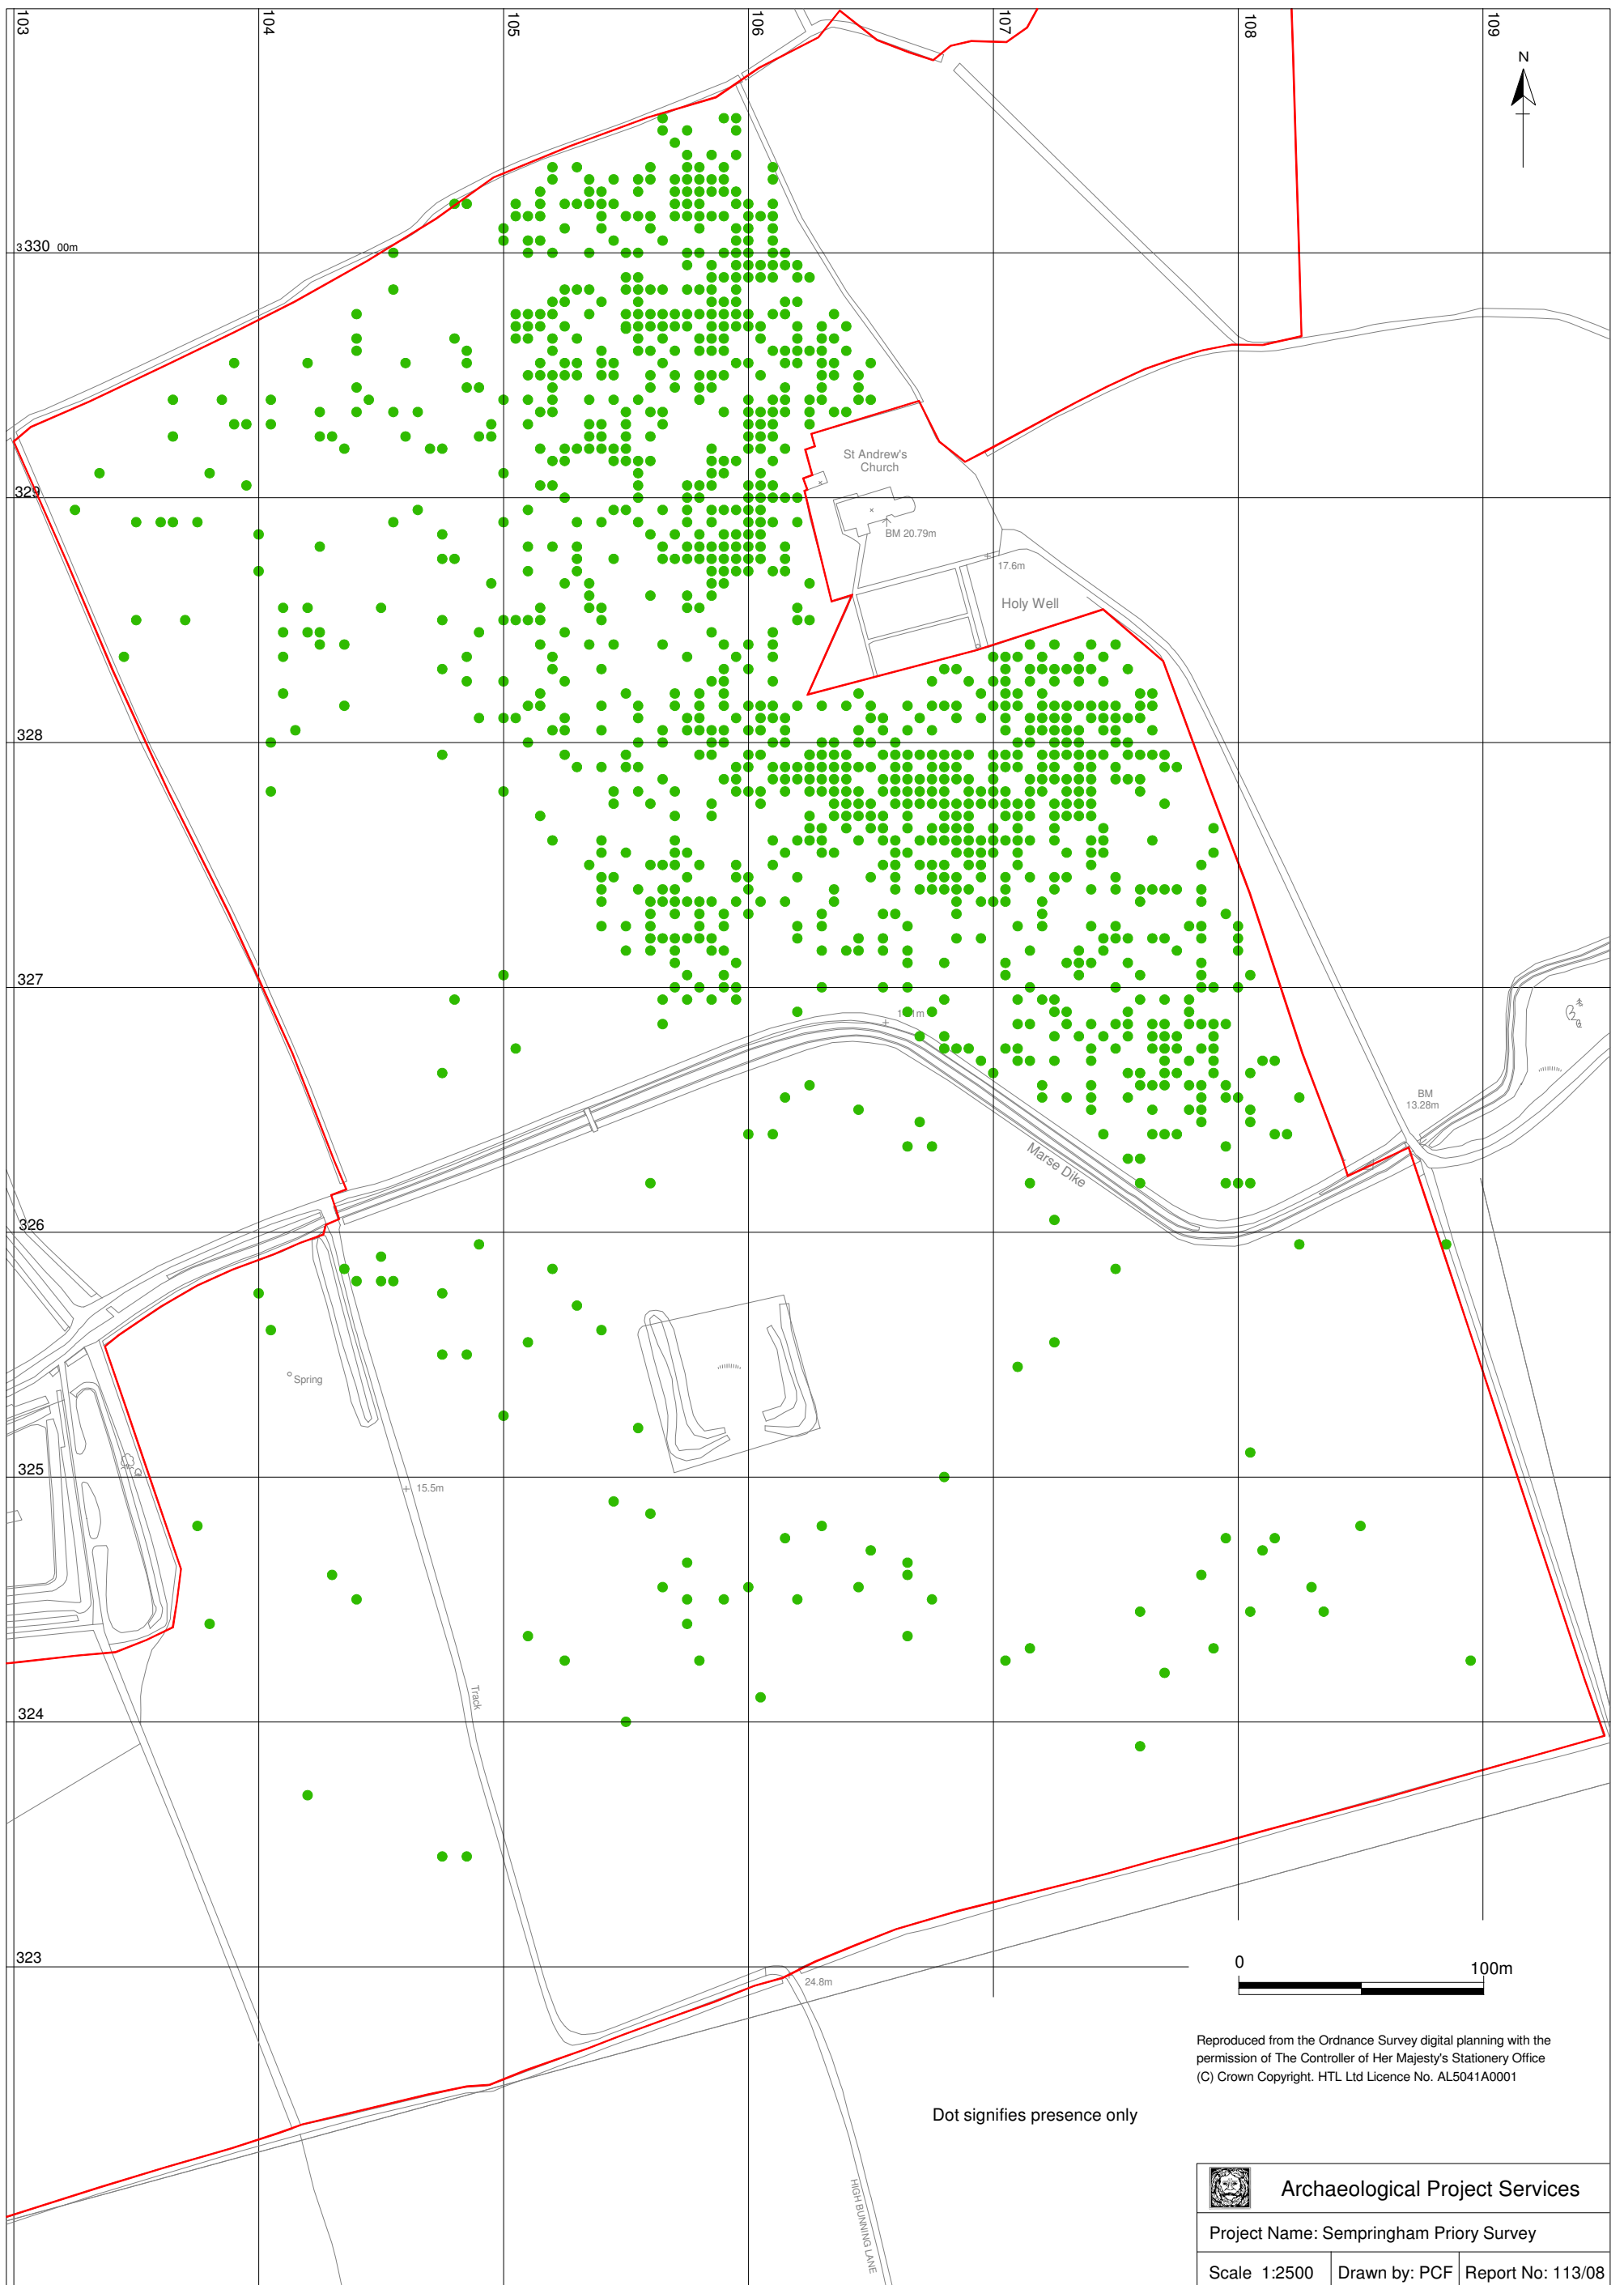 103
104
105
106
107
108
109
N
3330 00m
St Andrew's
Church
329
BM 20.79m
17.6m
Holy Well
328
327
BM
13.28m
Marse Dike
326
Spring
325
15.5m
Track
324
323
24.8m
0 100m
Reproduced from the Ordnance Survey digital planning with the
permission of The Controller of Her Majesty's Stationery Office
(C) Crown Copyright. HTL Ltd Licence No. AL5041A0001
Dot signifies presence only
HIGH BUNNING LANE
Archaeological Project Services
Project Name: Sempringham Priory Survey
Scale 1:2500 Drawn by: PCF Report No: 113/08